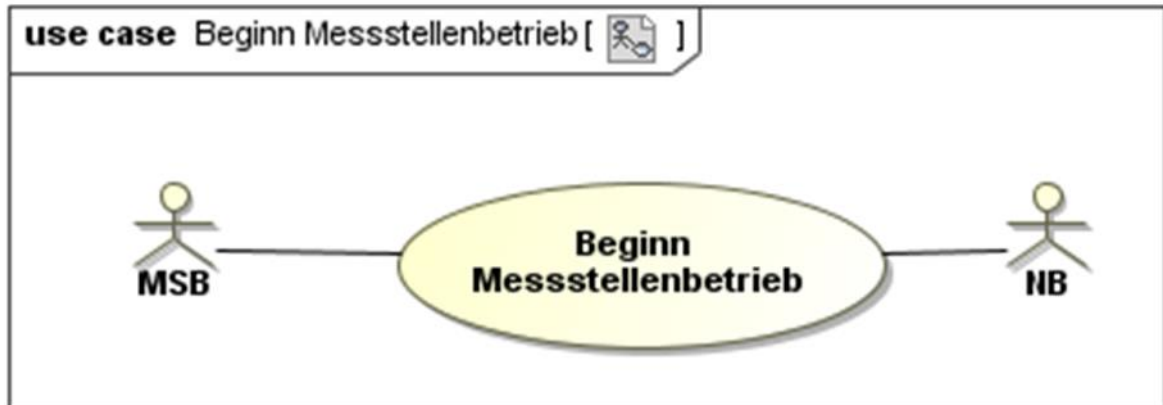 use case Beginn Messstellenbetrieb [ ]
Beginn
Messstellenbetrieb
MSB
NB